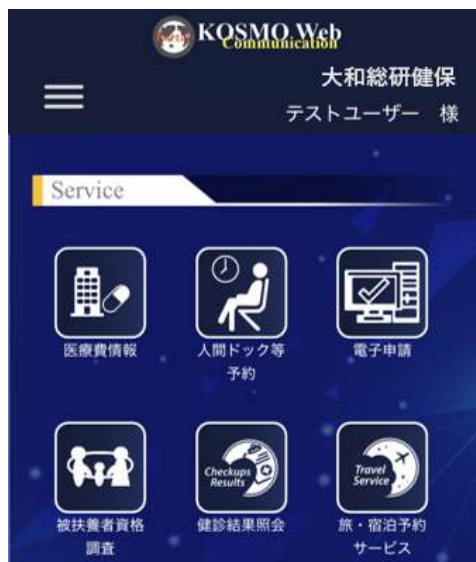 KOSMO Web
Communication
大和総研健保
テストユーザー 様
Service
医療費情報
人間ドック等
予約
電子申請
被扶養者資格
調査
Checkups
Results
健診結果照会
Travel
Service
旅・宿泊予約
サービス